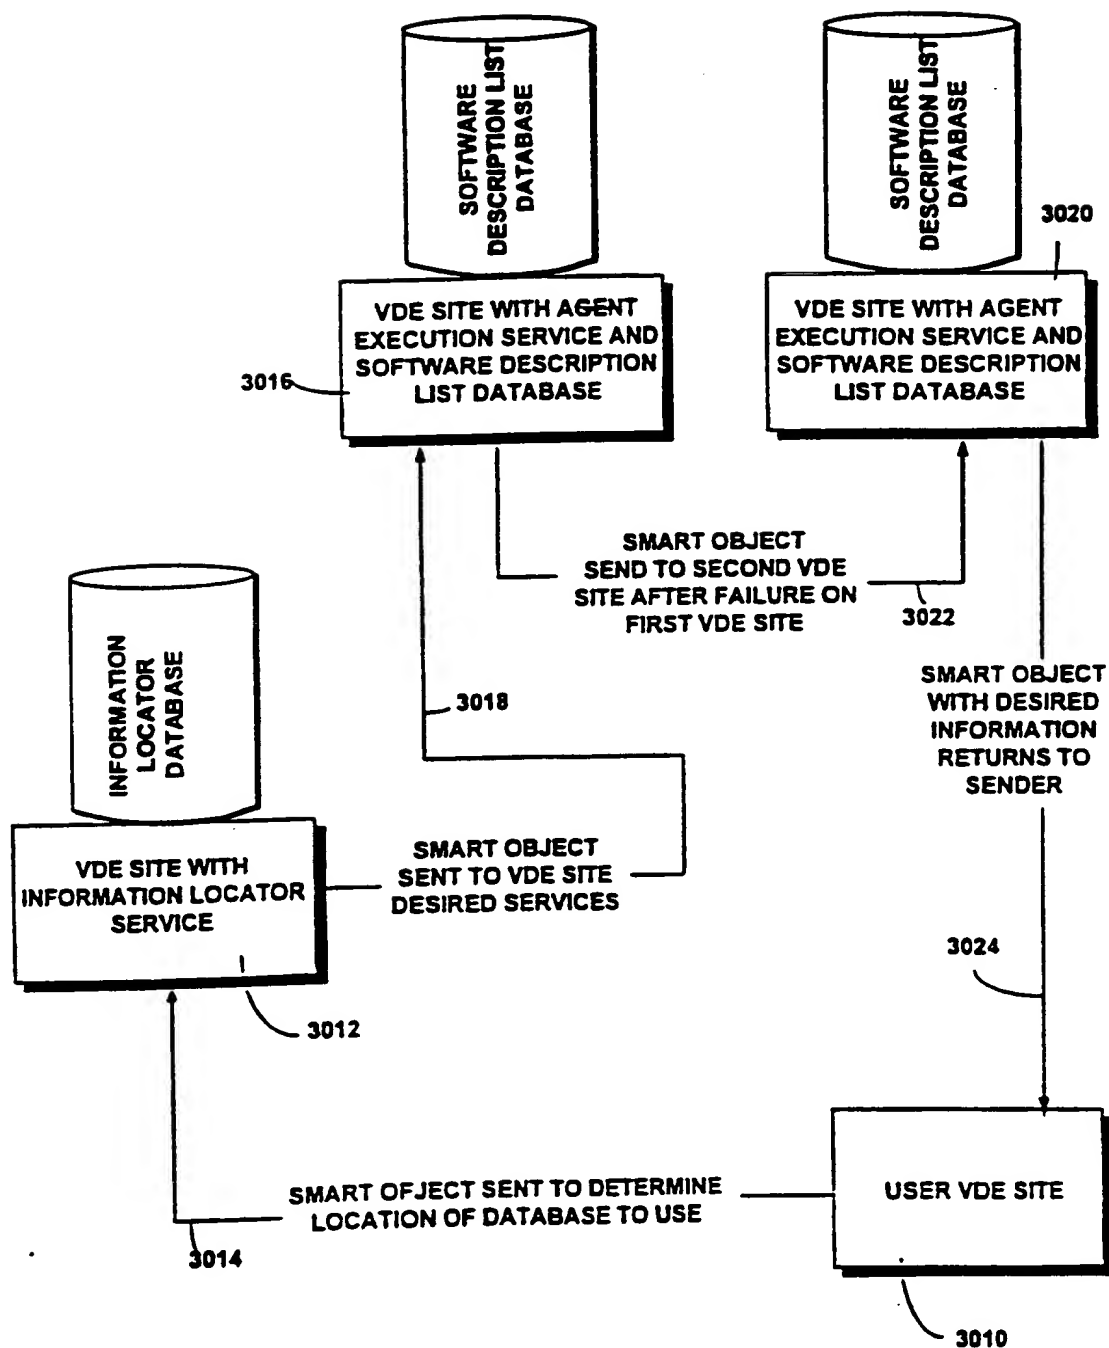 SOFTWARE
DESCRIPTION LIST
DATABASE
SOFTWARE
DESCRIPTION LIST
DATABASE
3020
VDE SITE WITH AGENT
EXECUTION SERVICE AND
SOFTWARE DESCRIPTION
LIST DATABASE
3016
VDE SITE WITH AGENT
EXECUTION SERVICE AND
SOFTWARE DESCRIPTION
LIST DATABASE
SMART OBJECT
SEND TO SECOND VDE
SITE AFTER FAILURE ON
FIRST VDE SITE
3022
INFORMATION
LOCATOR
DATABASE
3018
SMART OBJECT
WITH DESIRED
INFORMATION
RETURNS TO
SENDER
VDE SITE WITH
INFORMATION LOCATOR
SERVICE
SMART OBJECT
SENT TO VDE SITE
DESIRED SERVICES
3024
3012
SMART OFJECT SENT TO DETERMINE
LOCATION OF DATABASE TO USE
3014
USER VDE SITE
3010